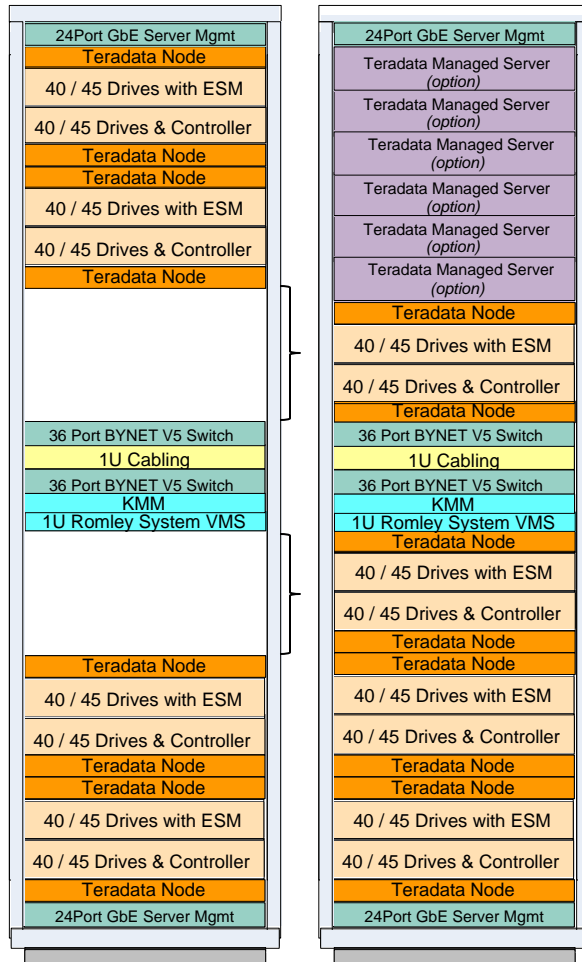 24Port GbE Server Mgmt
Teradata Node
40 / 45 Drives with ESM
40 / 45 Drives & Controller
Teradata Node
Teradata Node
40 / 45 Drives with ESM
40 / 45 Drives & Controller
Teradata Node
36 Port BYNET V5 Switch
1U Cabling
36 Port BYNET V5 Switch
KMM
1U Romley System VMS
Teradata Node
40 / 45 Drives with ESM
40 / 45 Drives & Controller
Teradata Node
Teradata Node
40 / 45 Drives with ESM
40 / 45 Drives & Controller
Teradata Node
24Port GbE Server Mgmt
24Port GbE Server Mgmt
Teradata Managed Server
(option)
Teradata Managed Server
(option)
Teradata Managed Server
(option)
Teradata Managed Server
(option)
Teradata Managed Server
(option)
Teradata Managed Server
(option)
Teradata Node
40 / 45 Drives with ESM
40 / 45 Drives & Controller
Teradata Node
36 Port BYNET V5 Switch
1U Cabling
36 Port BYNET V5 Switch
KMM
1U Romley System VMS
Teradata Node
40 / 45 Drives with ESM
40 / 45 Drives & Controller
Teradata Node
Teradata Node
40 / 45 Drives with ESM
40 / 45 Drives & Controller
Teradata Node
Teradata Node
40 / 45 Drives with ESM
40 / 45 Drives & Controller
Teradata Node
24Port GbE Server Mgmt